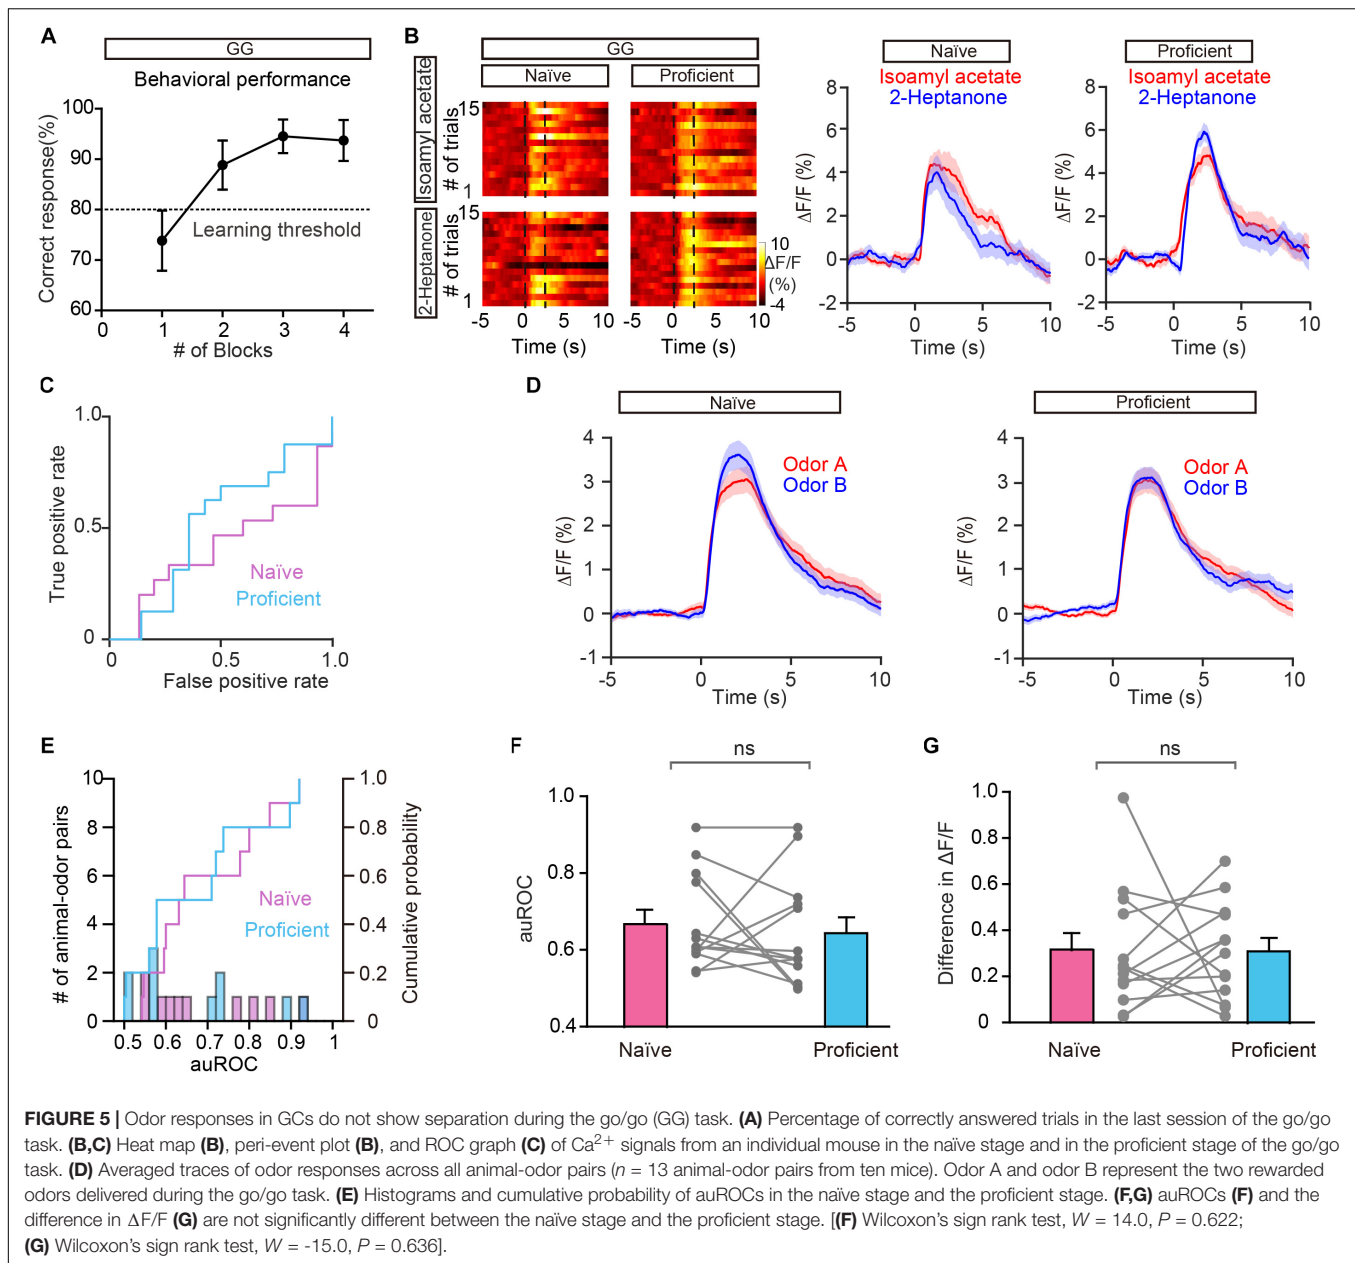 A
GG
Behavioral performance
Correct response(%)
100
90
80
70
60
Learning threshold
0
1
2
3
4
# of Blocks
B
GG
Naïve
Proficient
Isoamyl acetate
2-Heptanone
# of trials
15
1
# of trials
15
1
10
ΔF/F
(%)
-4
-5
0
5
10
-5
0
5
10
Time (s)
Time (s)
Naïve
Isoamyl acetate
2-Heptanone
ΔF/F (%)
8
6
4
2
0
-2
-5
0
5
10
Time (s)
Proficient
Isoamyl acetate
2-Heptanone
ΔF/F (%)
8
6
4
2
0
-2
-5
0
5
10
Time (s)
C
True positive rate
1.0
0.5
0
Naïve
Proficient
0
0.5
1.0
False positive rate
D
Naïve
Odor A
Odor B
ΔF/F (%)
4
3
2
1
0
-1
-5
0
5
10
Time (s)
Proficient
Odor A
Odor B
ΔF/F (%)
4
3
2
1
0
-1
-5
0
5
10
Time (s)
E
# of animal-odor pairs
10
8
6
4
2
0
Naïve
Proficient
1.0
0.8
0.6
0.4
0.2
0
Cumulative probability
0.5
0.6
0.7
0.8
0.9
1
auROC
F
ns
auROC
1.0
0.8
0.6
0.4
Naïve
Proficient
G
ns
Difference in ΔF/F
1.0
0.8
0.6
0.4
0.2
0
Naïve
Proficient
FIGURE 5 | Odor responses in GCs do not show separation during the go/go (GG) task. (A) Percentage of correctly answered trials in the last session of the go/go
task. (B,C) Heat map (B), peri-event plot (B), and ROC graph (C) of Ca2+ signals from an individual mouse in the naïve stage and in the proficient stage of the go/go
task. (D) Averaged traces of odor responses across all animal-odor pairs (n = 13 animal-odor pairs from ten mice). Odor A and odor B represent the two rewarded
odors delivered during the go/go task. (E) Histograms and cumulative probability of auROCs in the naïve stage and the proficient stage. (F,G) auROCs (F) and the
difference in ΔF/F (G) are not significantly different between the naïve stage and the proficient stage. [(F) Wilcoxon's sign rank test, W = 14.0, P = 0.622;
(G) Wilcoxon's sign rank test, W = -15.0, P = 0.636].